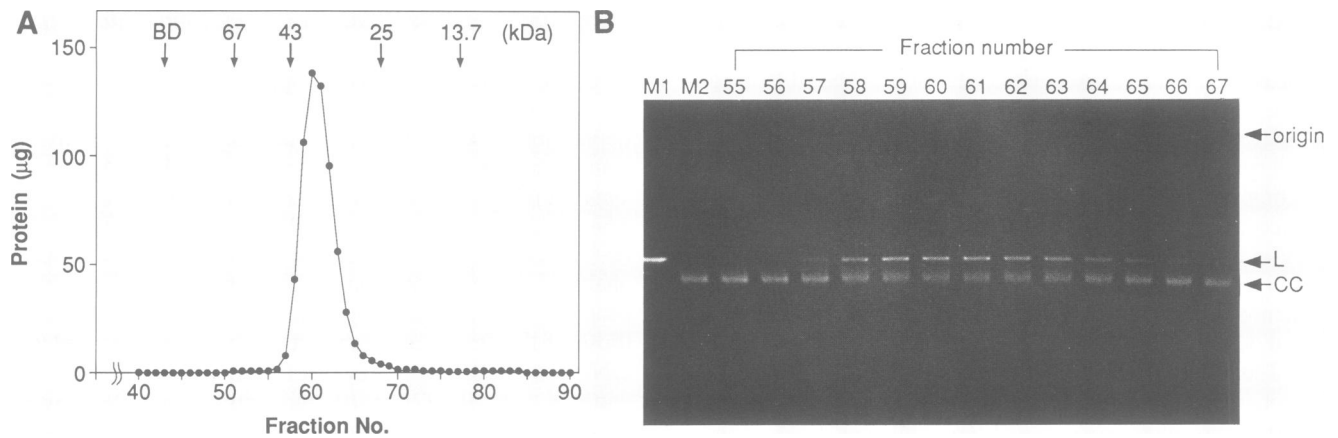 A
BD 67 43 25 13.7 (kDa)
150
100
50
0
Protein (µg)
40 50 60 70 80 90
Fraction No.
B
Fraction number
M1 M2 55 56 57 58 59 60 61 62 63 64 65 66 67
origin
L
CC